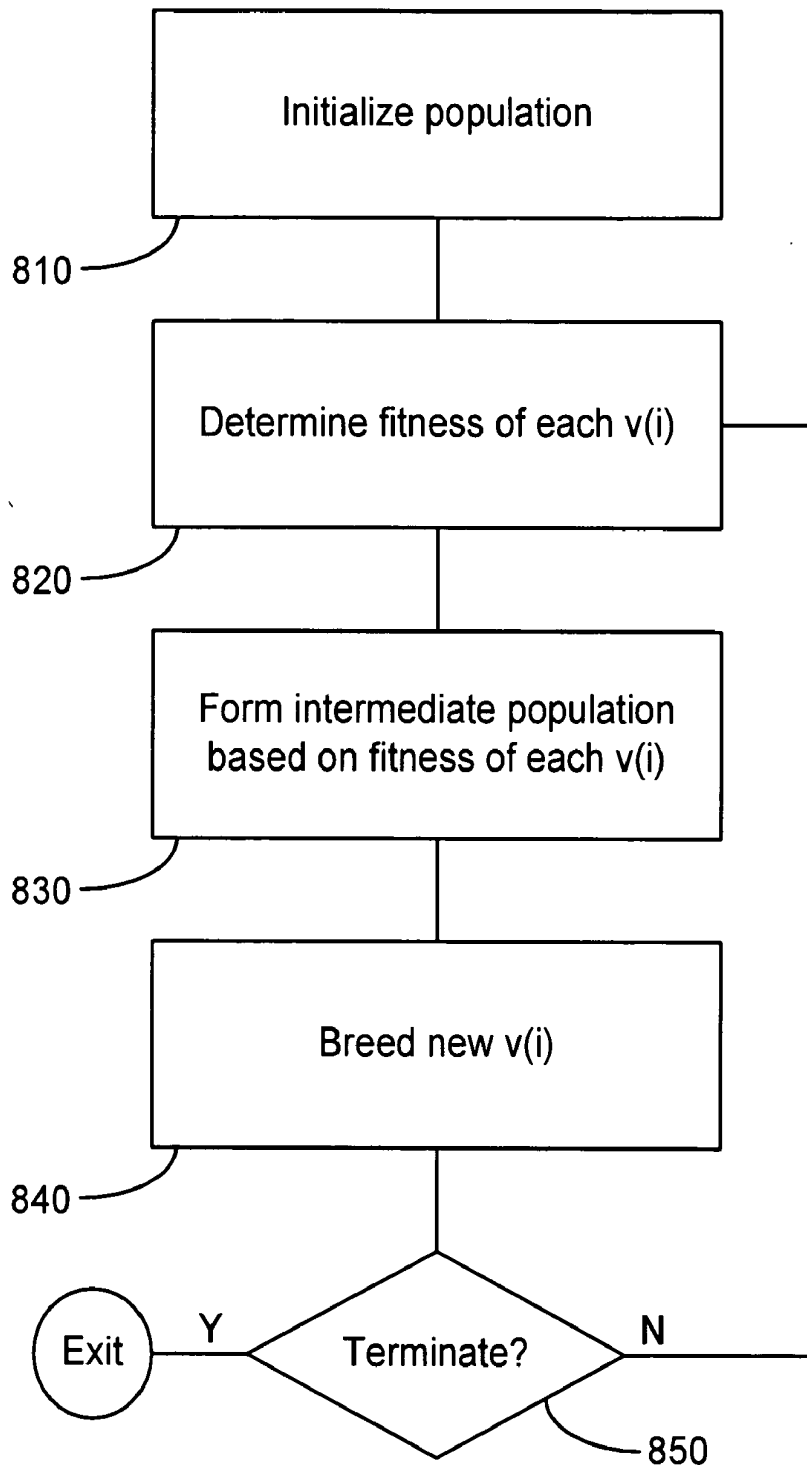 Initialize population
810
Determine fitness of each v(i)
820
Form intermediate population
based on fitness of each v(i)
830
Breed new v(i)
840
Exit
Y
Terminate?
N
850